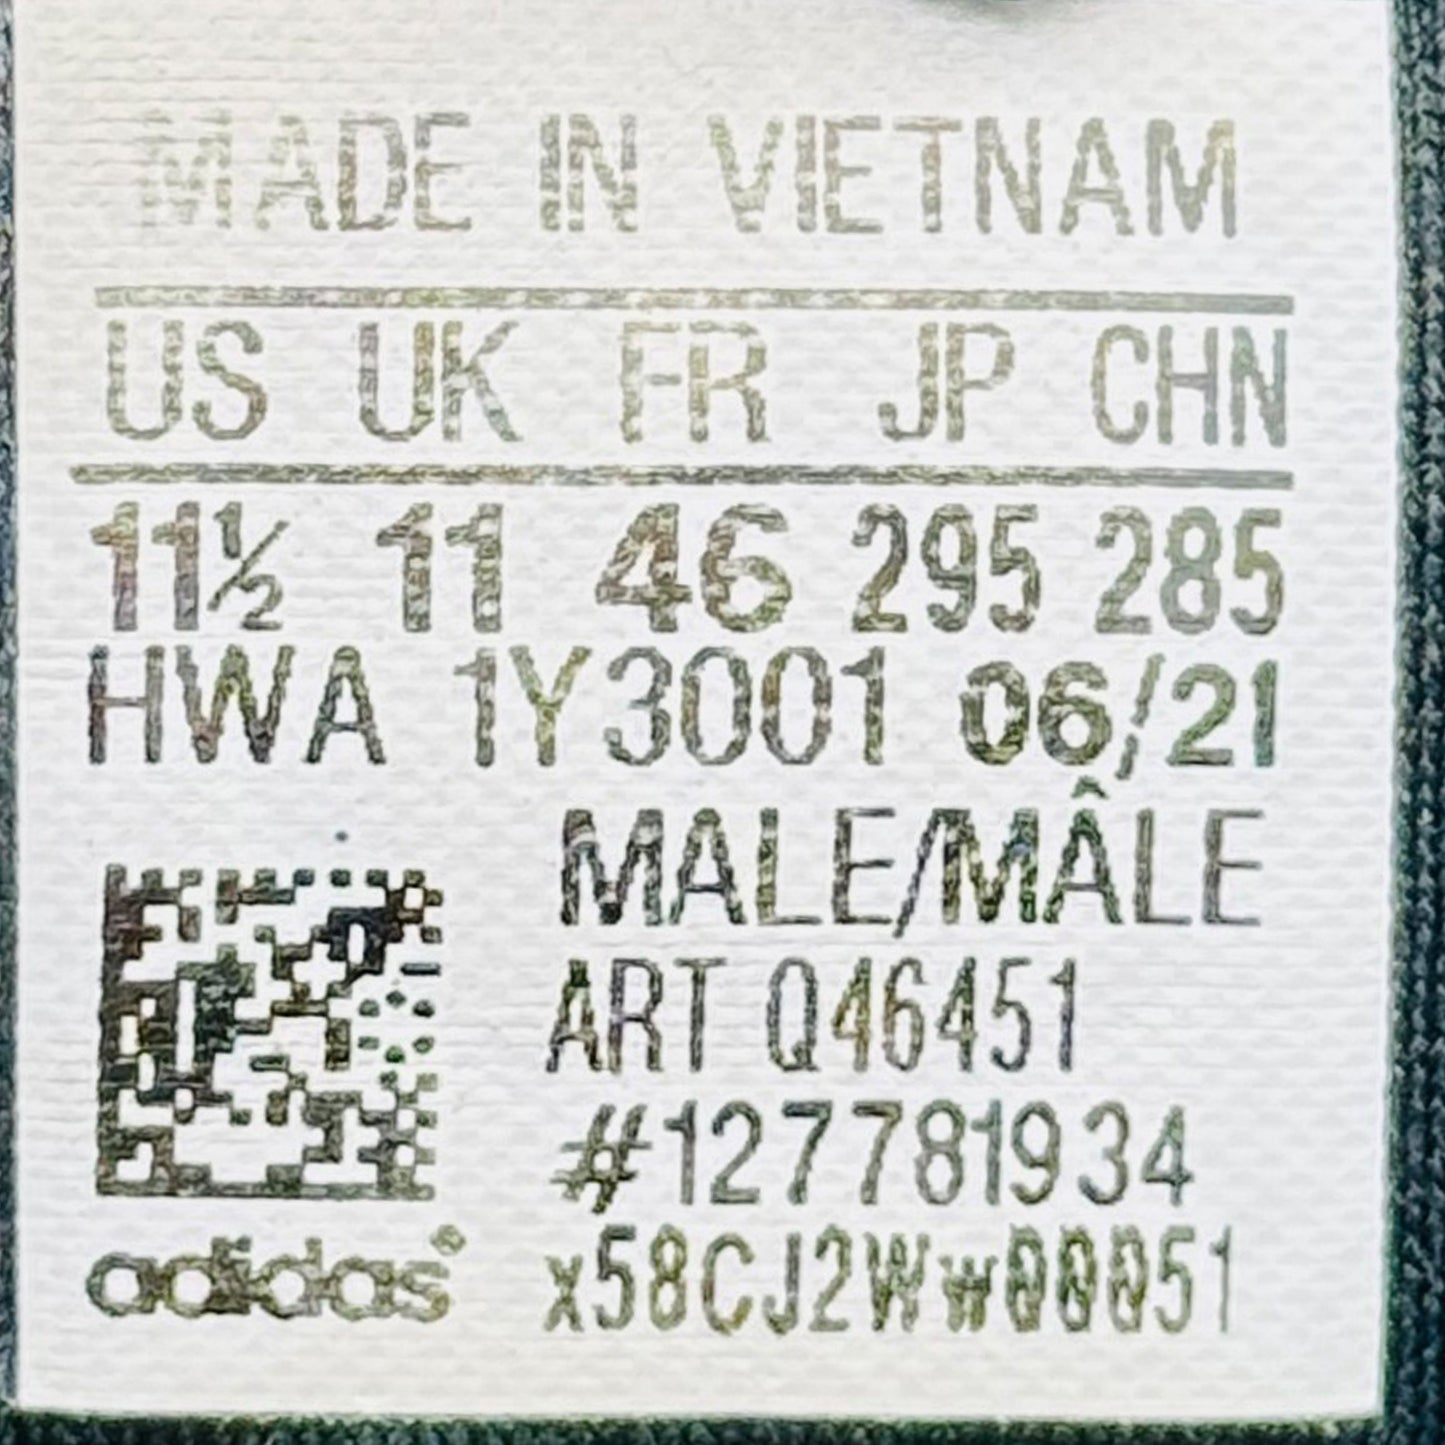 MADE IN VIETNAM
US UK FR JP CHN
11½ 11 46 295 285
HWA 1Y3001 06/21
MALE/MÂLE
ART Q46451
#127781934
adidas® x58CJ2Ww00051